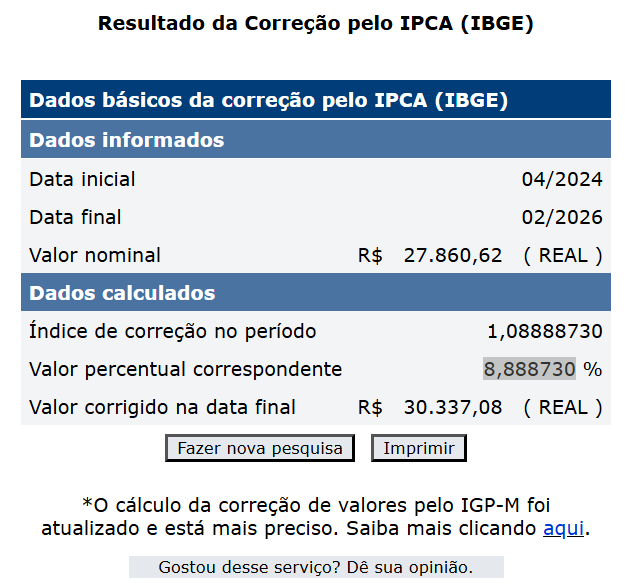 Resultado da Correção pelo IPCA (IBGE)
Dados básicos da correção pelo IPCA (IBGE)
Dados informados
Data inicial 04/2024
Data final 02/2026
Valor nominal R$ 27.860,62 ( REAL )
Dados calculados
Índice de correção no período 1,08888730
Valor percentual correspondente 8,888730 %
Valor corrigido na data final R$ 30.337,08 ( REAL )
Fazer nova pesquisa Imprimir
*O cálculo da correção de valores pelo IGP-M foi
atualizado e está mais preciso. Saiba mais clicando aqui.
Gostou desse serviço? Dê sua opinião.